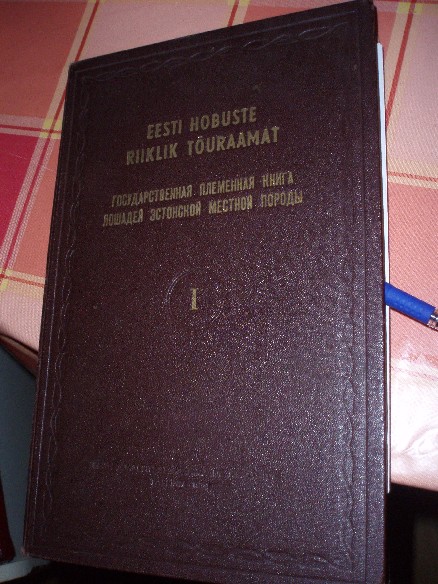 EESTI HOBUSTE
RIIKLIK TÕURAAMAT
ГОСУДАРСТВЕННАЯ ПЛЕМЕННАЯ КНИГА
ЛОШАДЕЙ ЭСТОНСКОЙ МЕСТНОЙ ПОРОДЫ
I